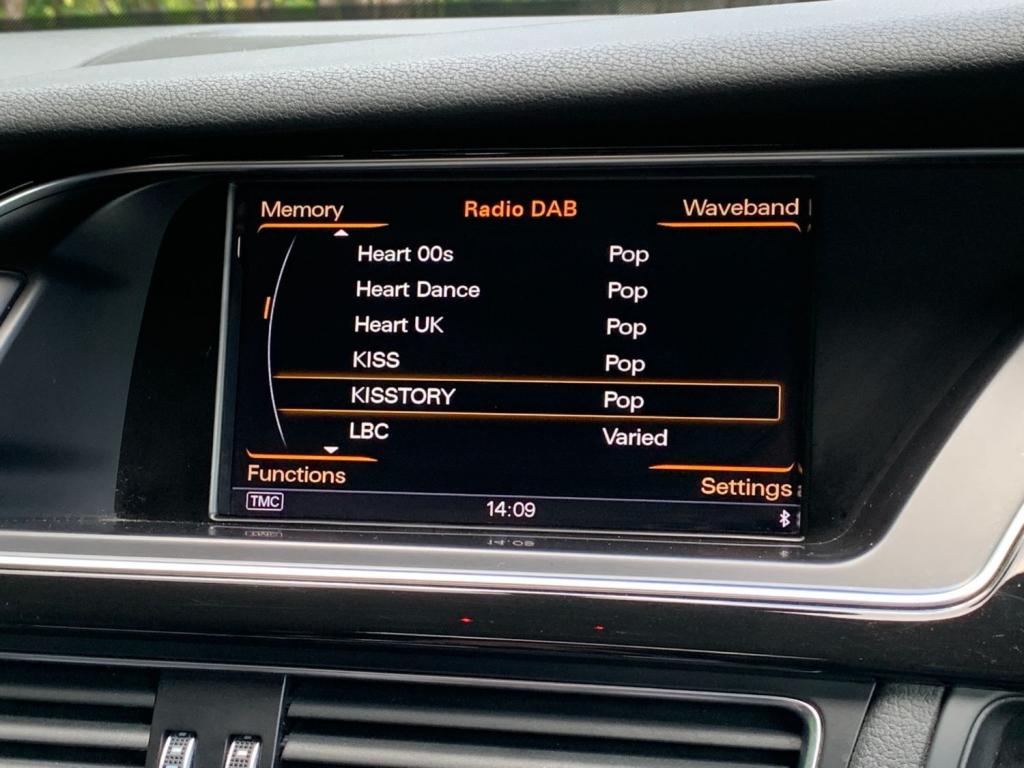 Memory Radio DAB Waveband
Heart 00s Pop
Heart Dance Pop
Heart UK Pop
KISS Pop
KISSTORY Pop
LBC Varied
Functions Settings
TMC 14:09